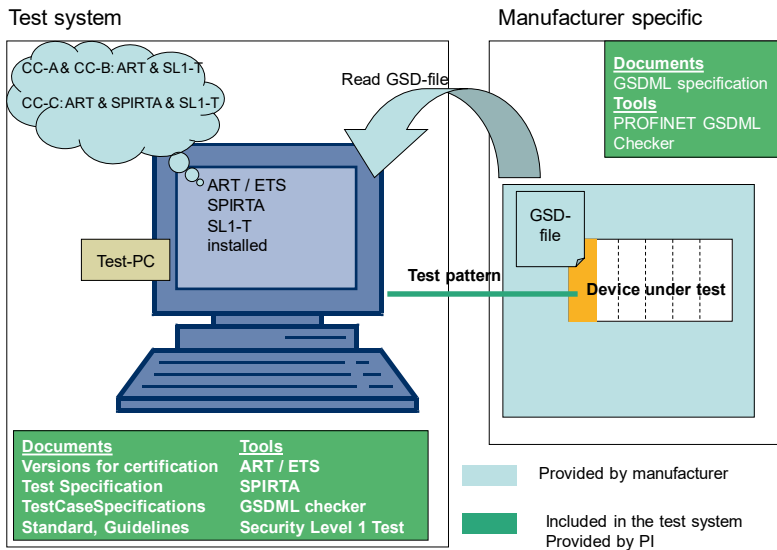 Test system
CC-A & CC-B: ART & SL1-T
CC-C: ART & SPIRTA & SL1-T
ART / ETS
SPIRTA
SL1-T
installed
Test-PC
Documents
Versions for certification
Test Specification
TestCaseSpecifications
Standard, Guidelines
Tools
ART / ETS
SPIRTA
GSDML checker
Security Level 1 Test
Read GSD-file
Test pattern
Manufacturer specific
Documents
GSDML specification
Tools
PROFINET GSDML
Checker
GSD-
file
Device under test
Provided by manufacturer
Included in the test system
Provided by PI